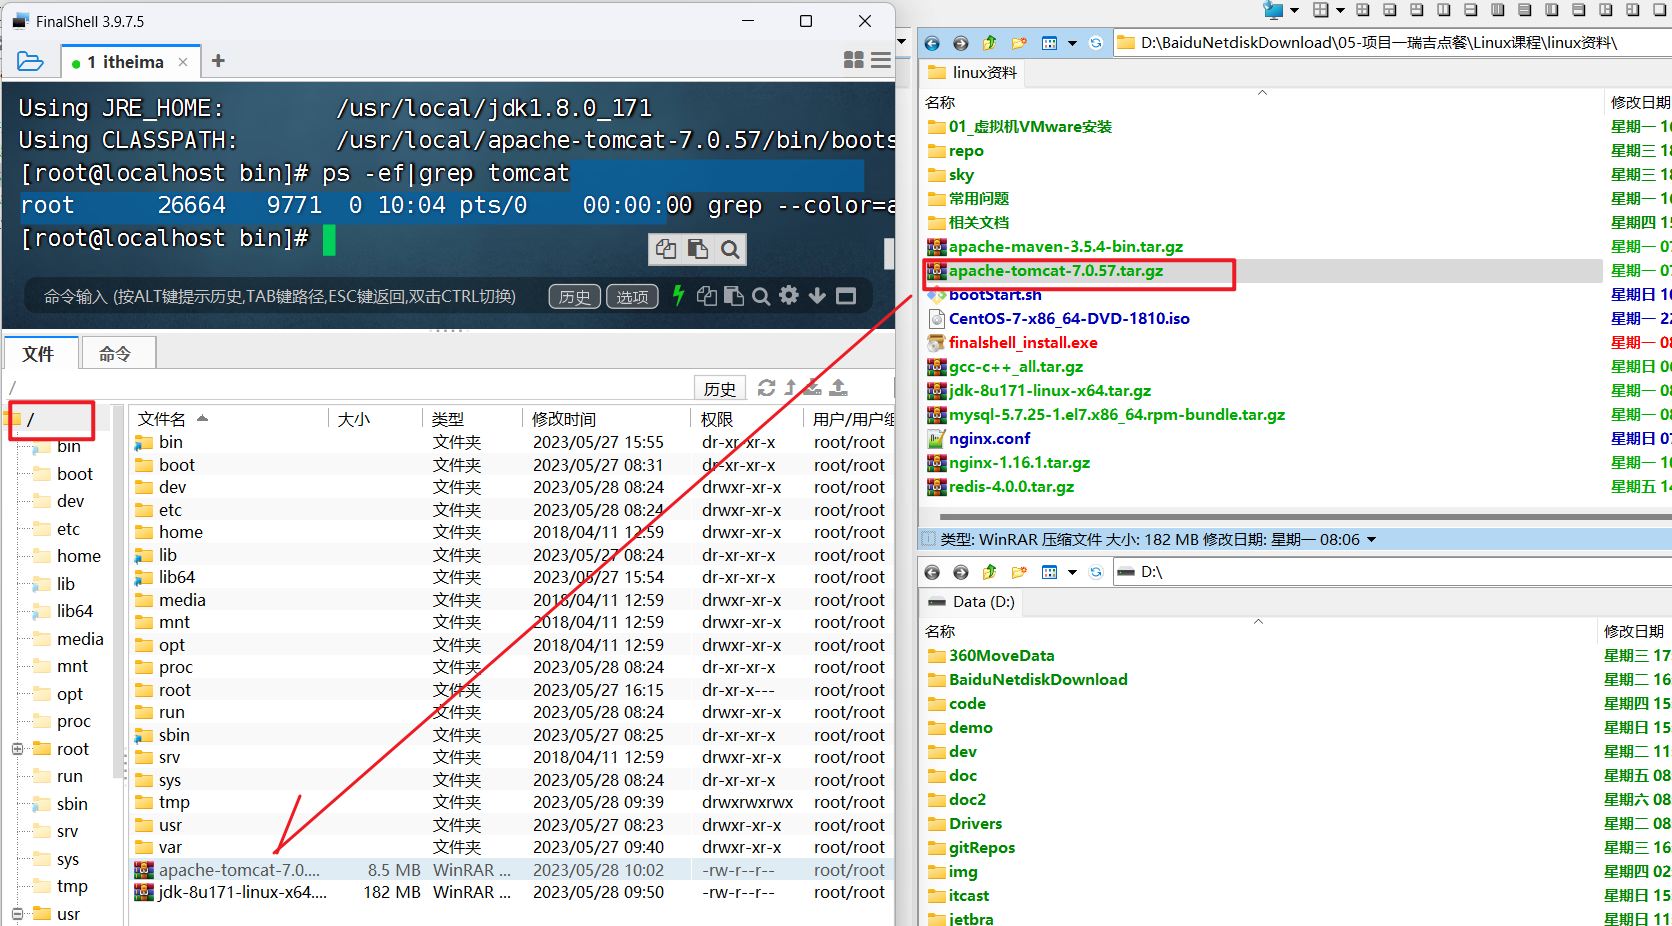 FinalShell 3.9.7.5
1 itheima
Using JRE_HOME: /usr/local/jdk1.8.0_171
Using CLASSPATH: /usr/local/apache-tomcat-7.0.57/bin/boots
[root@localhost bin]# ps -ef|grep tomcat
root 26664 9771 0 10:04 pts/0 00:00:00 grep --color=a
[root@localhost bin]#
命令输入 (按ALT键提示历史,TAB键路径,ESC键返回,双击CTRL切换) 历史 选项
文件 命令
/ 历史
/
bin
boot
dev
etc
home
lib
lib64
media
mnt
opt
proc
root
run
sbin
srv
sys
tmp
usr
文件名 大小 类型 修改时间 权限 用户/用户组
bin 文件夹 2023/05/27 15:55 dr-xr-xr-x root/root
boot 文件夹 2023/05/27 08:31 dr-xr-xr-x root/root
dev 文件夹 2023/05/28 08:24 drwxr-xr-x root/root
etc 文件夹 2023/05/28 08:24 drwxr-xr-x root/root
home 文件夹 2018/04/11 12:59 drwxr-xr-x root/root
lib 文件夹 2023/05/27 08:24 dr-xr-xr-x root/root
lib64 文件夹 2023/05/27 15:54 dr-xr-xr-x root/root
media 文件夹 2018/04/11 12:59 drwxr-xr-x root/root
mnt 文件夹 2018/04/11 12:59 drwxr-xr-x root/root
opt 文件夹 2018/04/11 12:59 drwxr-xr-x root/root
proc 文件夹 2023/05/28 08:24 dr-xr-xr-x root/root
root 文件夹 2023/05/27 16:15 dr-xr-x--- root/root
run 文件夹 2023/05/28 08:24 drwxr-xr-x root/root
sbin 文件夹 2023/05/27 08:25 dr-xr-xr-x root/root
srv 文件夹 2018/04/11 12:59 drwxr-xr-x root/root
sys 文件夹 2023/05/28 08:24 dr-xr-xr-x root/root
tmp 文件夹 2023/05/28 09:39 drwxrwxrwx root/root
usr 文件夹 2023/05/27 08:23 drwxr-xr-x root/root
var 文件夹 2023/05/27 09:40 drwxr-xr-x root/root
apache-tomcat-7.0.... 8.5 MB WinRAR ... 2023/05/28 10:02 -rw-r--r-- root/root
jdk-8u171-linux-x64.... 182 MB WinRAR ... 2023/05/28 09:50 -rw-r--r-- root/root
D:\BaiduNetdiskDownload\05-项目一瑞吉点餐\Linux课程\linux资料\
linux资料
名称 修改日期
01_虚拟机VMware安装 星期一 16
repo 星期三 18
sky 星期三 18
常用问题 星期一 16
相关文档 星期四 15
apache-maven-3.5.4-bin.tar.gz 星期一 07
apache-tomcat-7.0.57.tar.gz 星期一 07
bootStart.sh 星期日 16
CentOS-7-x86_64-DVD-1810.iso 星期一 22
finalshell_install.exe 星期一 08
gcc-c++_all.tar.gz 星期日 06
jdk-8u171-linux-x64.tar.gz 星期一 08
mysql-5.7.25-1.el7.x86_64.rpm-bundle.tar.gz 星期一 08
nginx.conf 星期日 07
nginx-1.16.1.tar.gz 星期一 16
redis-4.0.0.tar.gz 星期五 14
类型: WinRAR 压缩文件 大小: 182 MB 修改日期: 星期一 08:06
D:\
Data (D:)
名称 修改日期
360MoveData 星期三 17
BaiduNetdiskDownload 星期二 16
code 星期四 15
demo 星期日 15
dev 星期二 11
doc 星期五 08
doc2 星期六 08
Drivers 星期二 08
gitRepos 星期三 16
img 星期四 02
itcast 星期日 15
jetbra 星期日 11